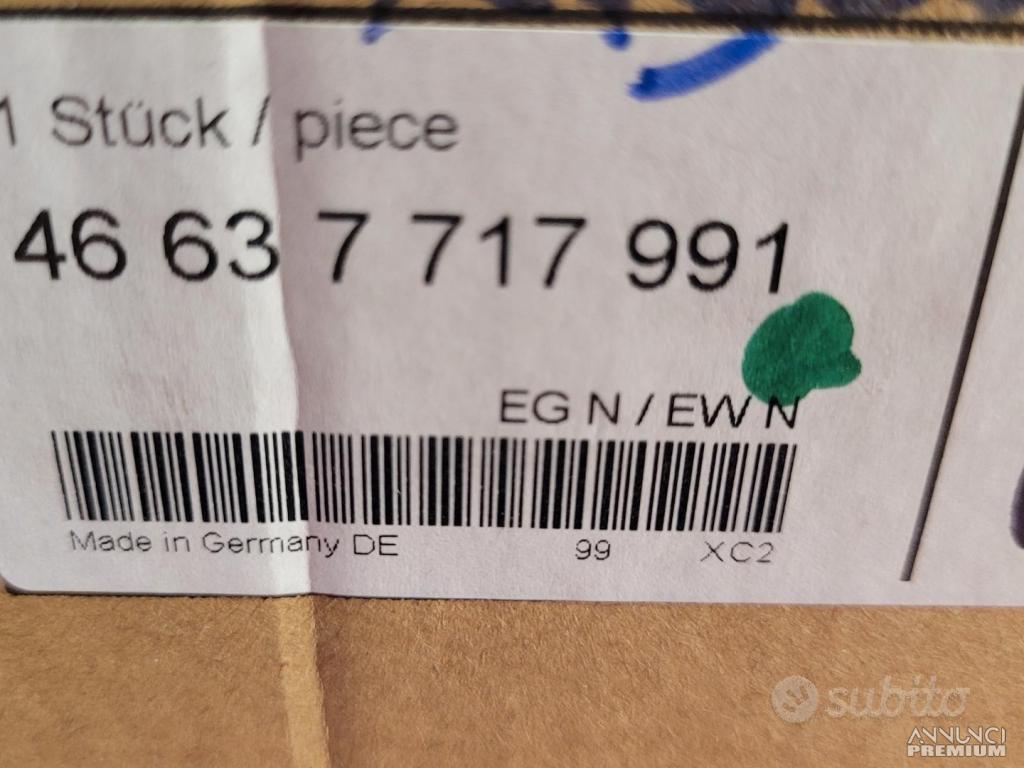 1 Stück / piece
46 63 7 717 991
EG N / EW N
Made in Germany DE 99 XC2
subito
ANNUNCI
PREMIUM